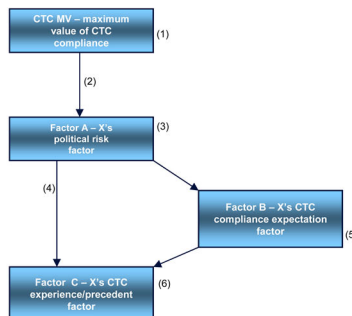 CTC MV – maximum
value of CTC
compliance
(1)
(2)
Factor A – X's
political risk
factor
(3)
(4)
Factor B – X's CTC
compliance expectation
factor
(5
Factor C – X's CTC
experience/precedent
factor
(6)